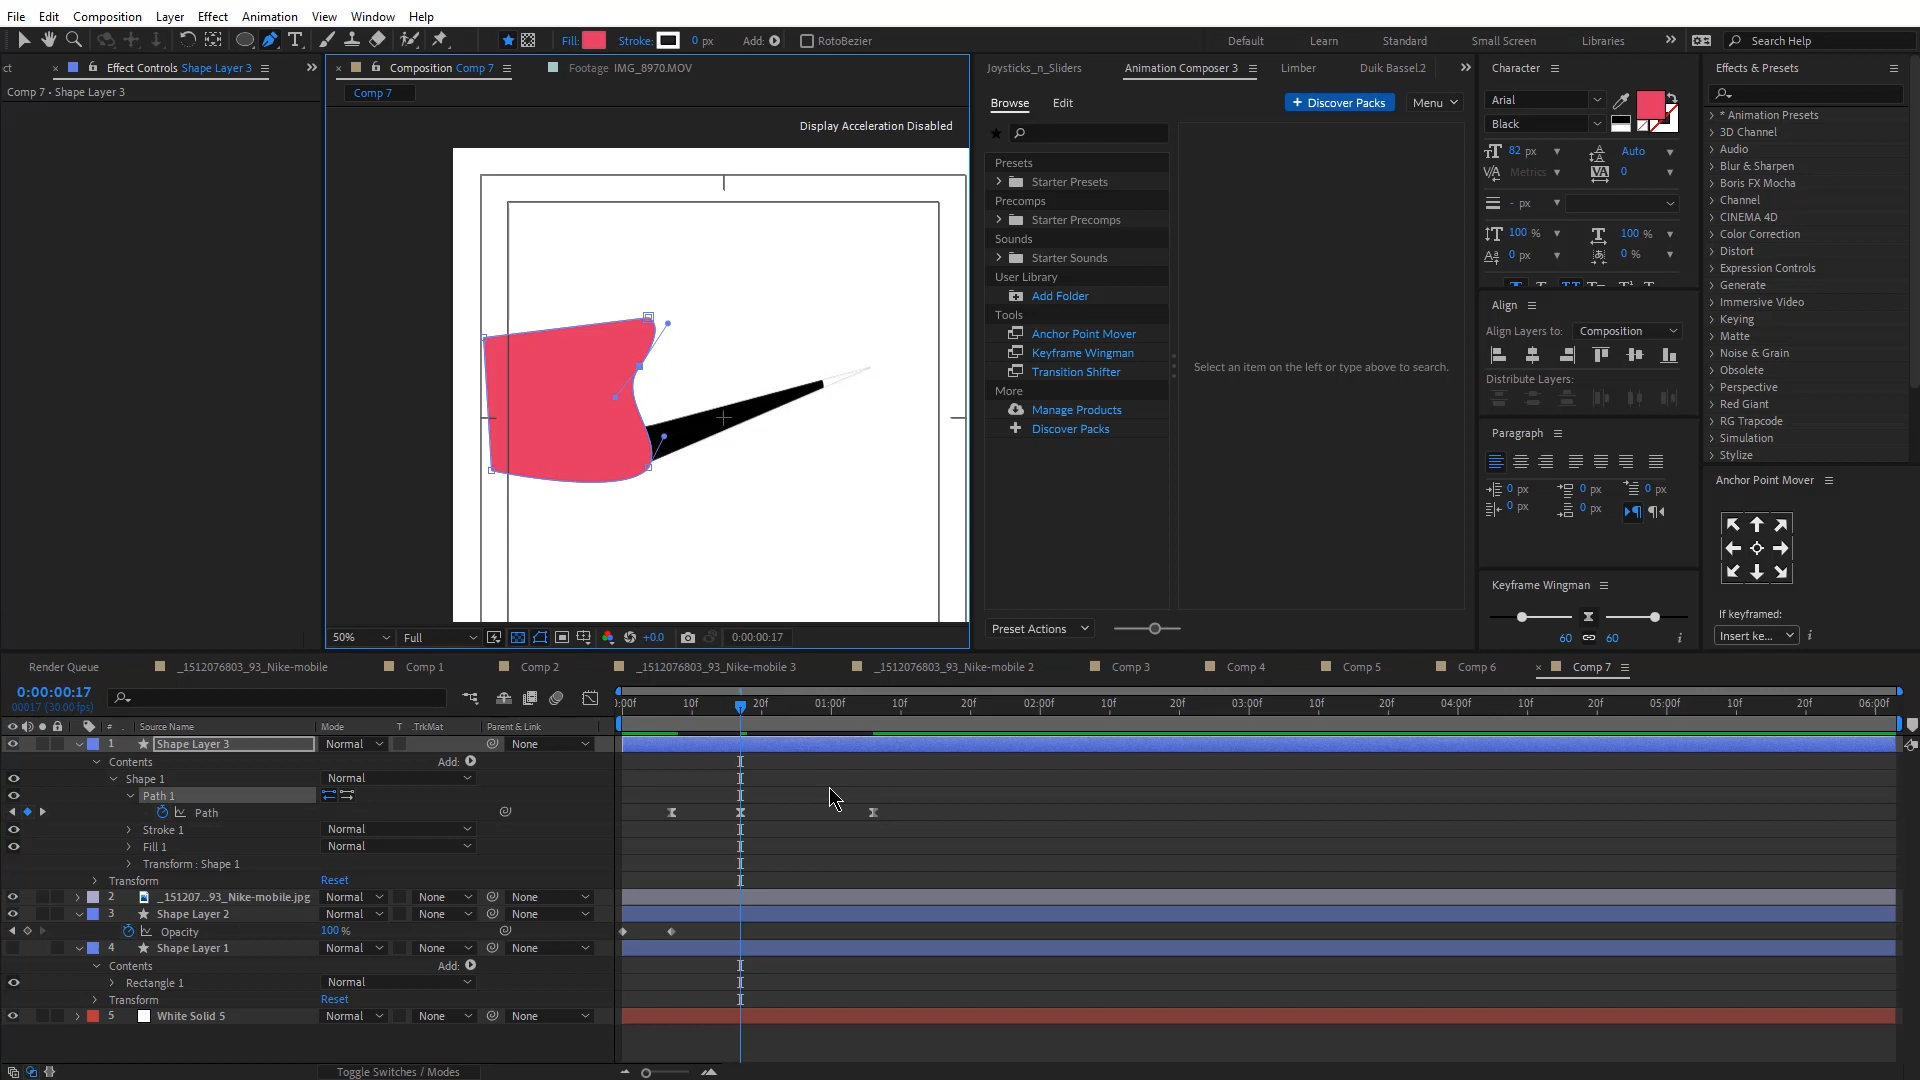 File Edit Composition Layer Effect Animation View Window Help
Fill: Stroke: 0 px Add: RotoBezier Default Learn Standard Small Screen Libraries Search Help
ct Effect Controls Shape Layer 3
Comp 7 • Shape Layer 3
Composition Comp 7 Footage IMG_8970.MOV
Comp 7
Display Acceleration Disabled
50% Full +0.0 0:00:00:17
Joysticks_n_Sliders Animation Composer 3 Limber Duik Bassel.2
Browse Edit + Discover Packs Menu
Presets
Starter Presets
Precomps
Starter Precomps
Sounds
Starter Sounds
User Library
Add Folder
Tools
Anchor Point Mover
Keyframe Wingman
Transition Shifter
More
Manage Products
Discover Packs
Select an item on the left or type above to search.
Preset Actions
Character
Arial
Black
82 px Auto
Metrics 0
- px
100 % 100 %
0 px 0 %
Align
Align Layers to: Composition
Distribute Layers:
Paragraph
0 px 0 px 0 px
0 px 0 px
Keyframe Wingman
60 60
Effects & Presets
* Animation Presets
3D Channel
Audio
Blur & Sharpen
Boris FX Mocha
Channel
CINEMA 4D
Color Correction
Distort
Expression Controls
Generate
Immersive Video
Keying
Matte
Noise & Grain
Obsolete
Perspective
Red Giant
RG Trapcode
Simulation
Stylize
Anchor Point Mover
If keyframed:
Insert ke...
Render Queue _1512076803_93_Nike-mobile Comp 1 Comp 2 _1512076803_93_Nike-mobile 3 _1512076803_93_Nike-mobile 2 Comp 3 Comp 4 Comp 5 Comp 6 Comp 7
0:00:00:17
00017 (30.00 fps)
:00f 10f 20f 01:00f 10f 20f 02:00f 10f 20f 03:00f 10f 20f 04:00f 10f 20f 05:00f 10f 20f 06:00f
# Source Name Mode T .TrkMat Parent & Link
1 Shape Layer 3 Normal None
Contents Add:
Shape 1 Normal
Path 1
Path
Stroke 1 Normal
Fill 1 Normal
Transform : Shape 1
Transform Reset
2 _151207...93_Nike-mobile.jpg Normal None None
3 Shape Layer 2 Normal None None
Opacity 100 %
4 Shape Layer 1 Normal None None
Contents Add:
Rectangle 1 Normal
Transform Reset
5 White Solid 5 Normal None None
Toggle Switches / Modes